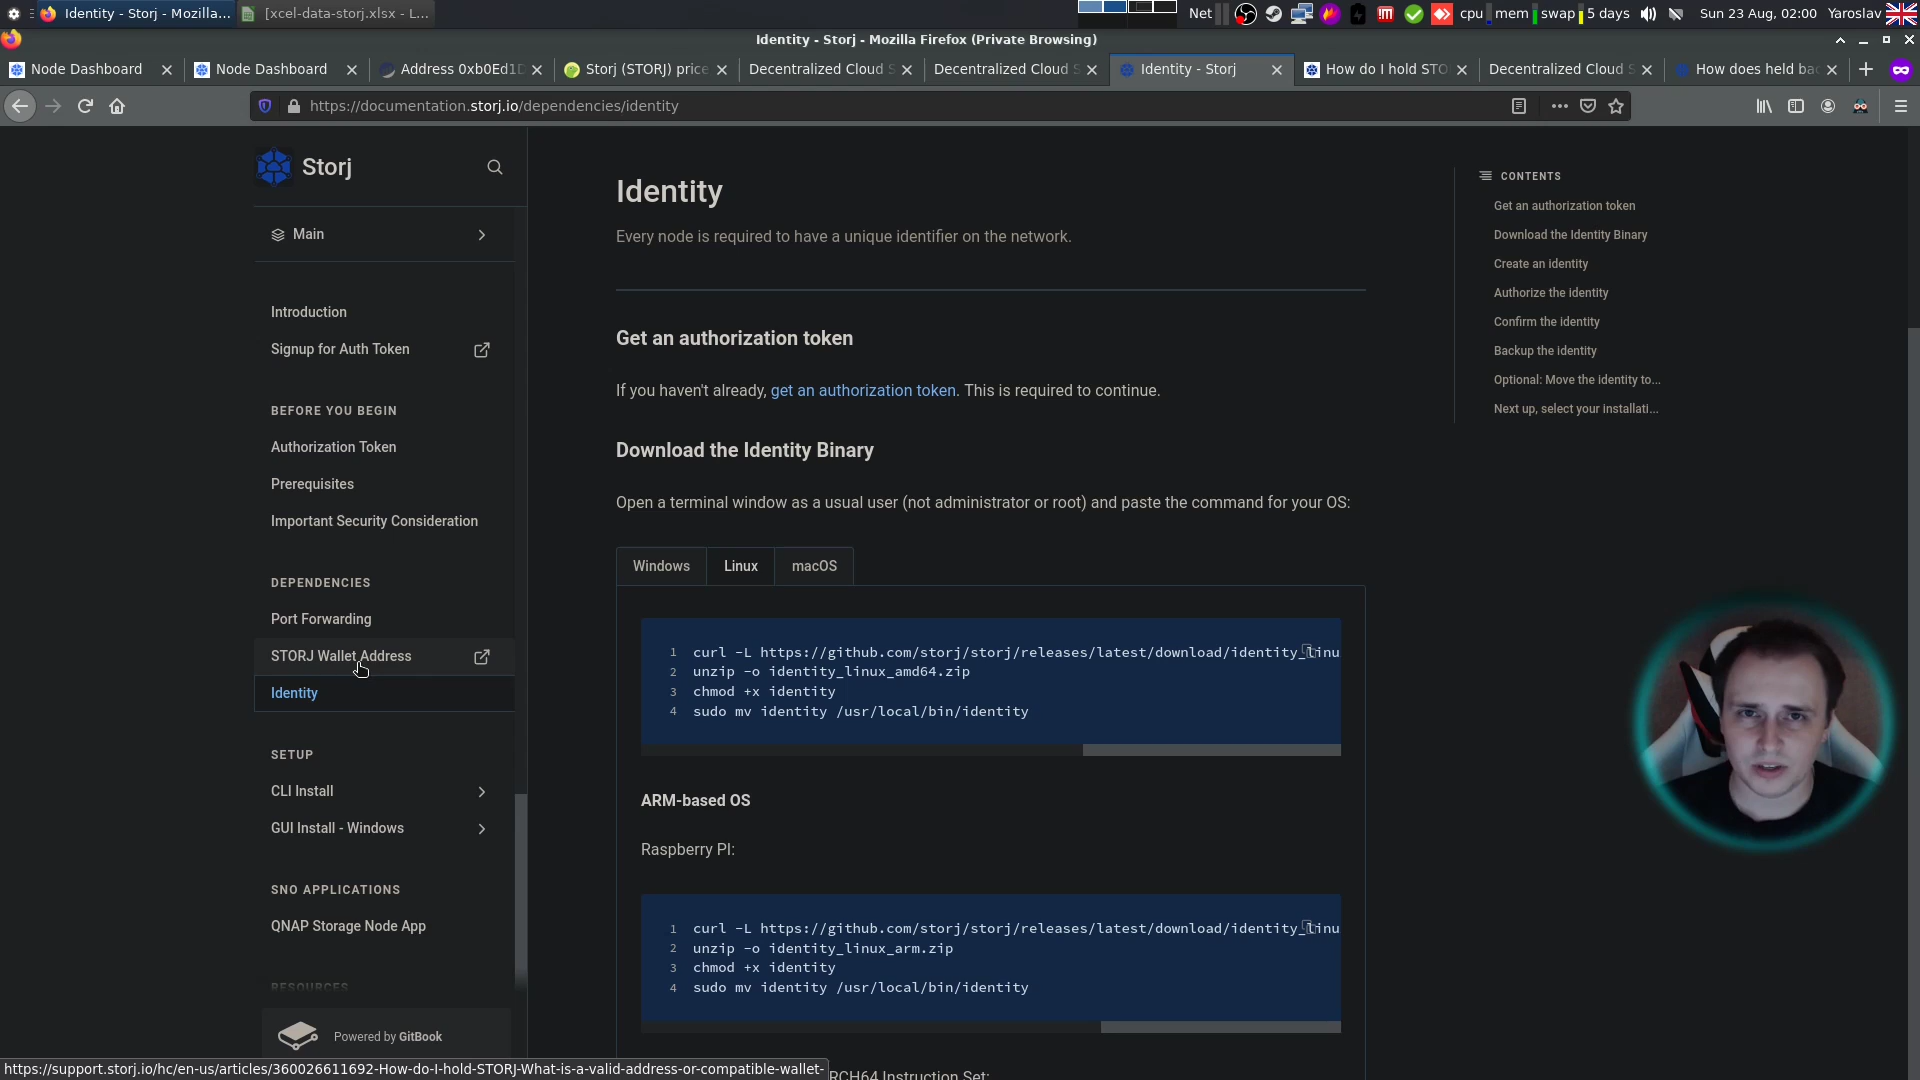 Identity - Storj - Mozilla...
[xcel-data-storj.xlsx - L...
Net
cpu
mem
swap
5 days
Sun 23 Aug, 02:00
Yaroslav
Identity - Storj - Mozilla Firefox (Private Browsing)
Node Dashboard
Node Dashboard
Address 0xb0Ed1
Storj (STORJ) price
Decentralized Cloud S
Decentralized Cloud S
Identity - Storj
How do I hold STO
Decentralized Cloud S
How does held bac
https://documentation.storj.io/dependencies/identity
Storj
Main
Introduction
Signup for Auth Token
BEFORE YOU BEGIN
Authorization Token
Prerequisites
Important Security Consideration
DEPENDENCIES
Port Forwarding
STORJ Wallet Address
Identity
SETUP
CLI Install
GUI Install - Windows
SNO APPLICATIONS
QNAP Storage Node App
RESOURCES
Powered by GitBook
Identity
Every node is required to have a unique identifier on the network.
Get an authorization token
If you haven't already, get an authorization token. This is required to continue.
Download the Identity Binary
Open a terminal window as a usual user (not administrator or root) and paste the command for your OS:
Windows
Linux
macOS
1 curl -L https://github.com/storj/storj/releases/latest/download/identity_linu
2 unzip -o identity_linux_amd64.zip
3 chmod +x identity
4 sudo mv identity /usr/local/bin/identity
ARM-based OS
Raspberry PI:
1 curl -L https://github.com/storj/storj/releases/latest/download/identity_linu
2 unzip -o identity_linux_arm.zip
3 chmod +x identity
4 sudo mv identity /usr/local/bin/identity
RCH64 Instruction Set:
CONTENTS
Get an authorization token
Download the Identity Binary
Create an identity
Authorize the identity
Confirm the identity
Backup the identity
Optional: Move the identity to...
Next up, select your installati...
https://support.storj.io/hc/en-us/articles/360026611692-How-do-I-hold-STORJ-What-is-a-valid-address-or-compatible-wallet-